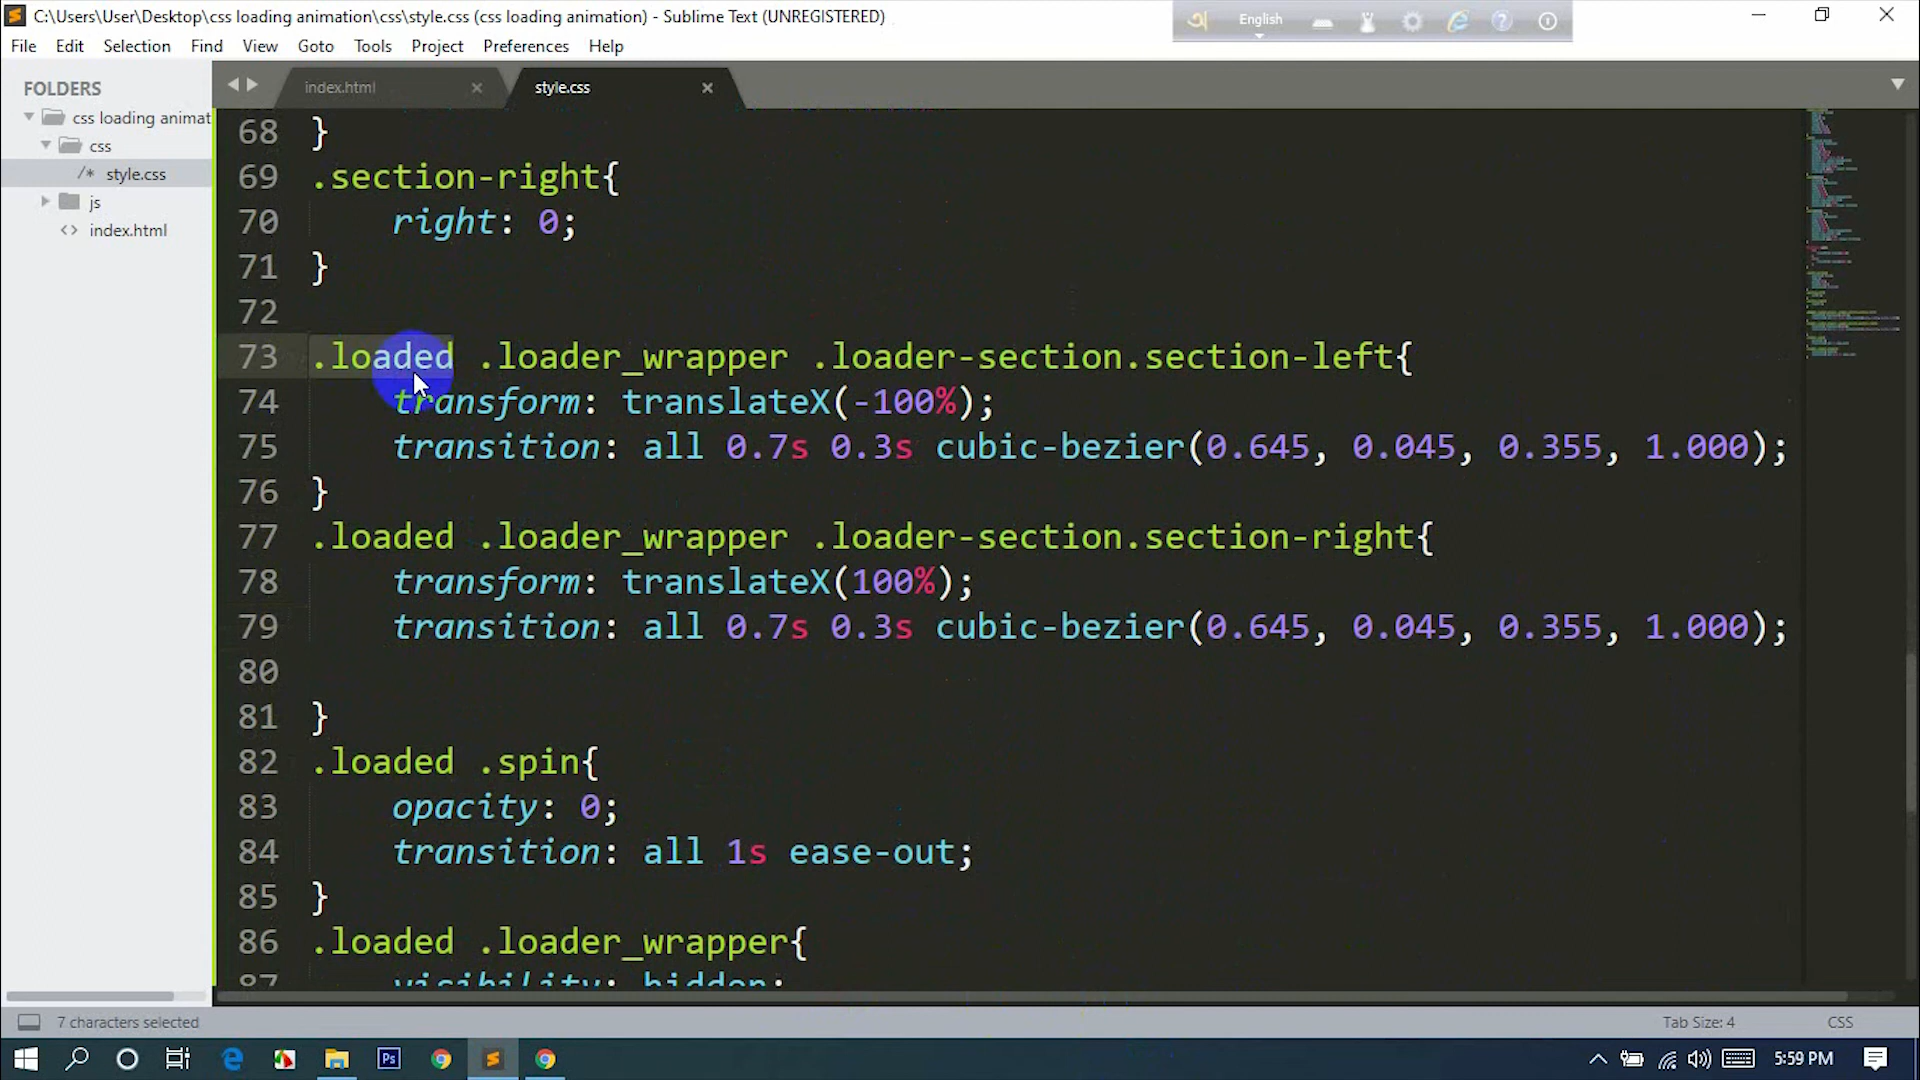 C:\Users\User\Desktop\css loading animation\css\style.css (css loading animation) - Sublime Text (UNREGISTERED)
English
File Edit Selection Find View Goto Tools Project Preferences Help
FOLDERS
css loading animat
css
/* style.css
js
<> index.html
index.html
style.css
68 }
69 .section-right{
70 right: 0;
71 }
72
73 .loaded .loader_wrapper .loader-section.section-left{
74 transform: translateX(-100%);
75 transition: all 0.7s 0.3s cubic-bezier(0.645, 0.045, 0.355, 1.000);
76 }
77 .loaded .loader_wrapper .loader-section.section-right{
78 transform: translateX(100%);
79 transition: all 0.7s 0.3s cubic-bezier(0.645, 0.045, 0.355, 1.000);
80
81 }
82 .loaded .spin{
83 opacity: 0;
84 transition: all 1s ease-out;
85 }
86 .loaded .loader_wrapper{
87 visibility: hidden;
7 characters selected
Tab Size: 4
CSS
Ps
5:59 PM